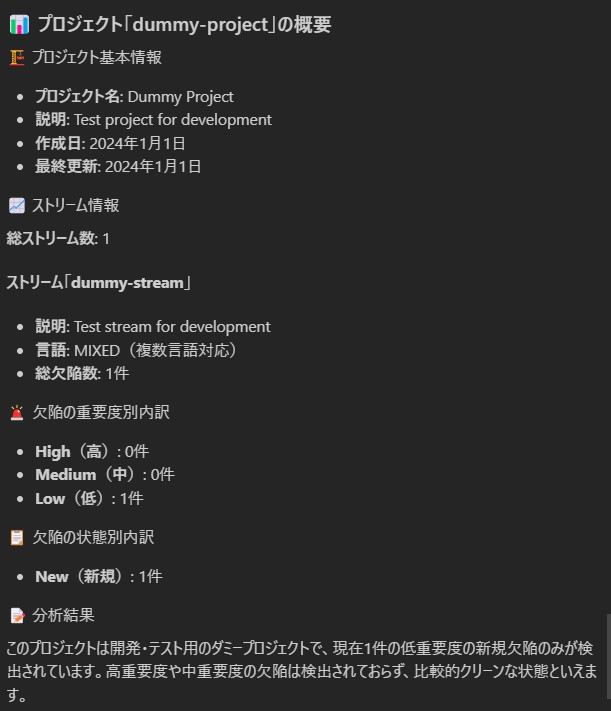 プロジェクト「dummy-project」の概要
プロジェクト基本情報
プロジェクト名: Dummy Project
説明: Test project for development
作成日: 2024年1月1日
最終更新: 2024年1月1日
ストリーム情報
総ストリーム数: 1
ストリーム「dummy-stream」
説明: Test stream for development
言語: MIXED（複数言語対応）
総欠陥数: 1件
欠陥の重要度別内訳
High（高）: 0件
Medium（中）: 0件
Low（低）: 1件
欠陥の状態別内訳
New（新規）: 1件
分析結果
このプロジェクトは開発・テスト用のダミープロジェクトで、現在1件の低重要度の新規欠陥のみが検
出されています。高重要度や中重要度の欠陥は検出されておらず、比較的クリーンな状態といえま
す。